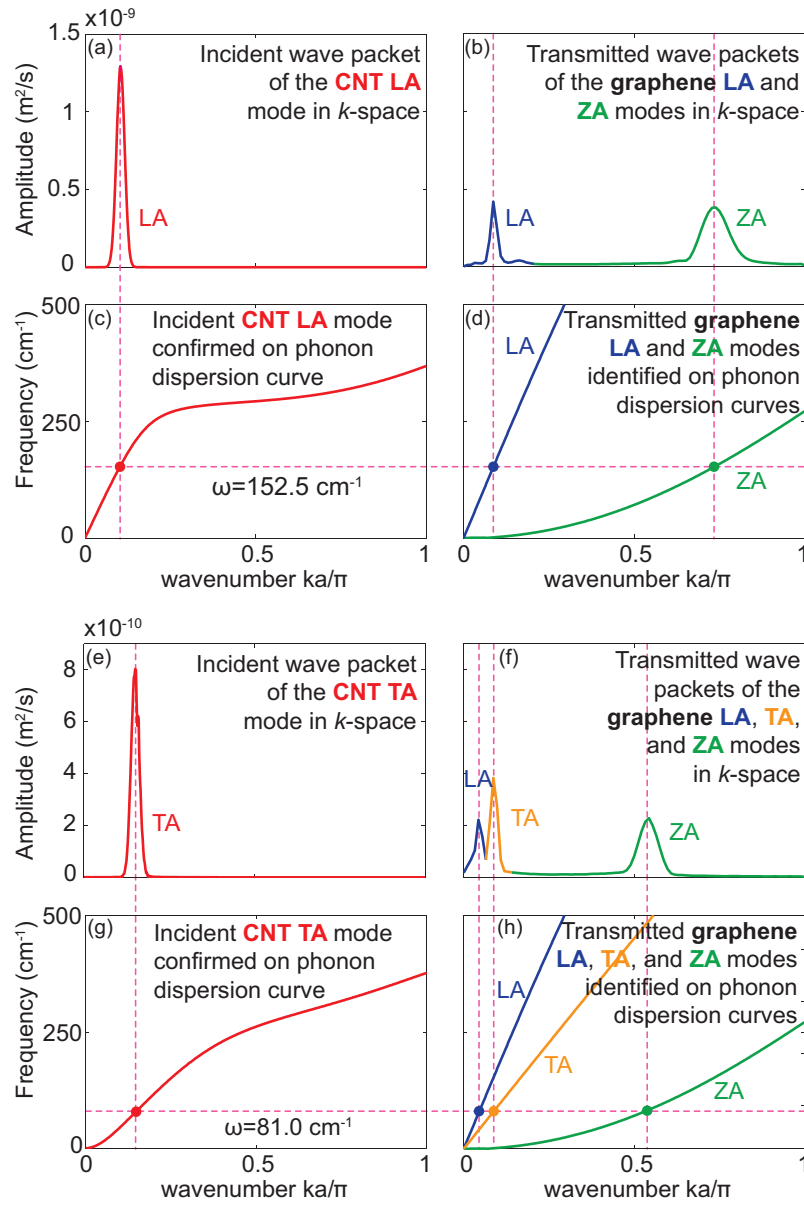 x10⁻⁹
1.5
1
0.5
0
Amplitude (m²/s)
(a)
Incident wave packet
of the CNT LA
mode in k-space
LA
(b)
Transmitted wave packets
of the graphene LA and
ZA modes in k-space
LA
ZA
500
250
0
Frequency (cm⁻¹)
(c)
Incident CNT LA mode
confirmed on phonon
dispersion curve
ω=152.5 cm⁻¹
0
0.5
1
wavenumber ka/π
(d)
Transmitted graphene
LA and ZA modes
identified on phonon
dispersion curves
LA
ZA
0
0.5
1
wavenumber ka/π
x10⁻¹⁰
8
6
4
2
0
Amplitude (m²/s)
(e)
Incident wave packet
of the CNT TA
mode in k-space
TA
(f)
Transmitted wave
packets of the
graphene LA, TA,
and ZA modes
in k-space
LA
TA
ZA
500
250
0
Frequency (cm⁻¹)
(g)
Incident CNT TA mode
confirmed on phonon
dispersion curve
ω=81.0 cm⁻¹
0
0.5
1
wavenumber ka/π
(h)
Transmitted graphene
LA, TA, and ZA modes
identified on phonon
dispersion curves
LA
TA
ZA
0
0.5
1
wavenumber ka/π